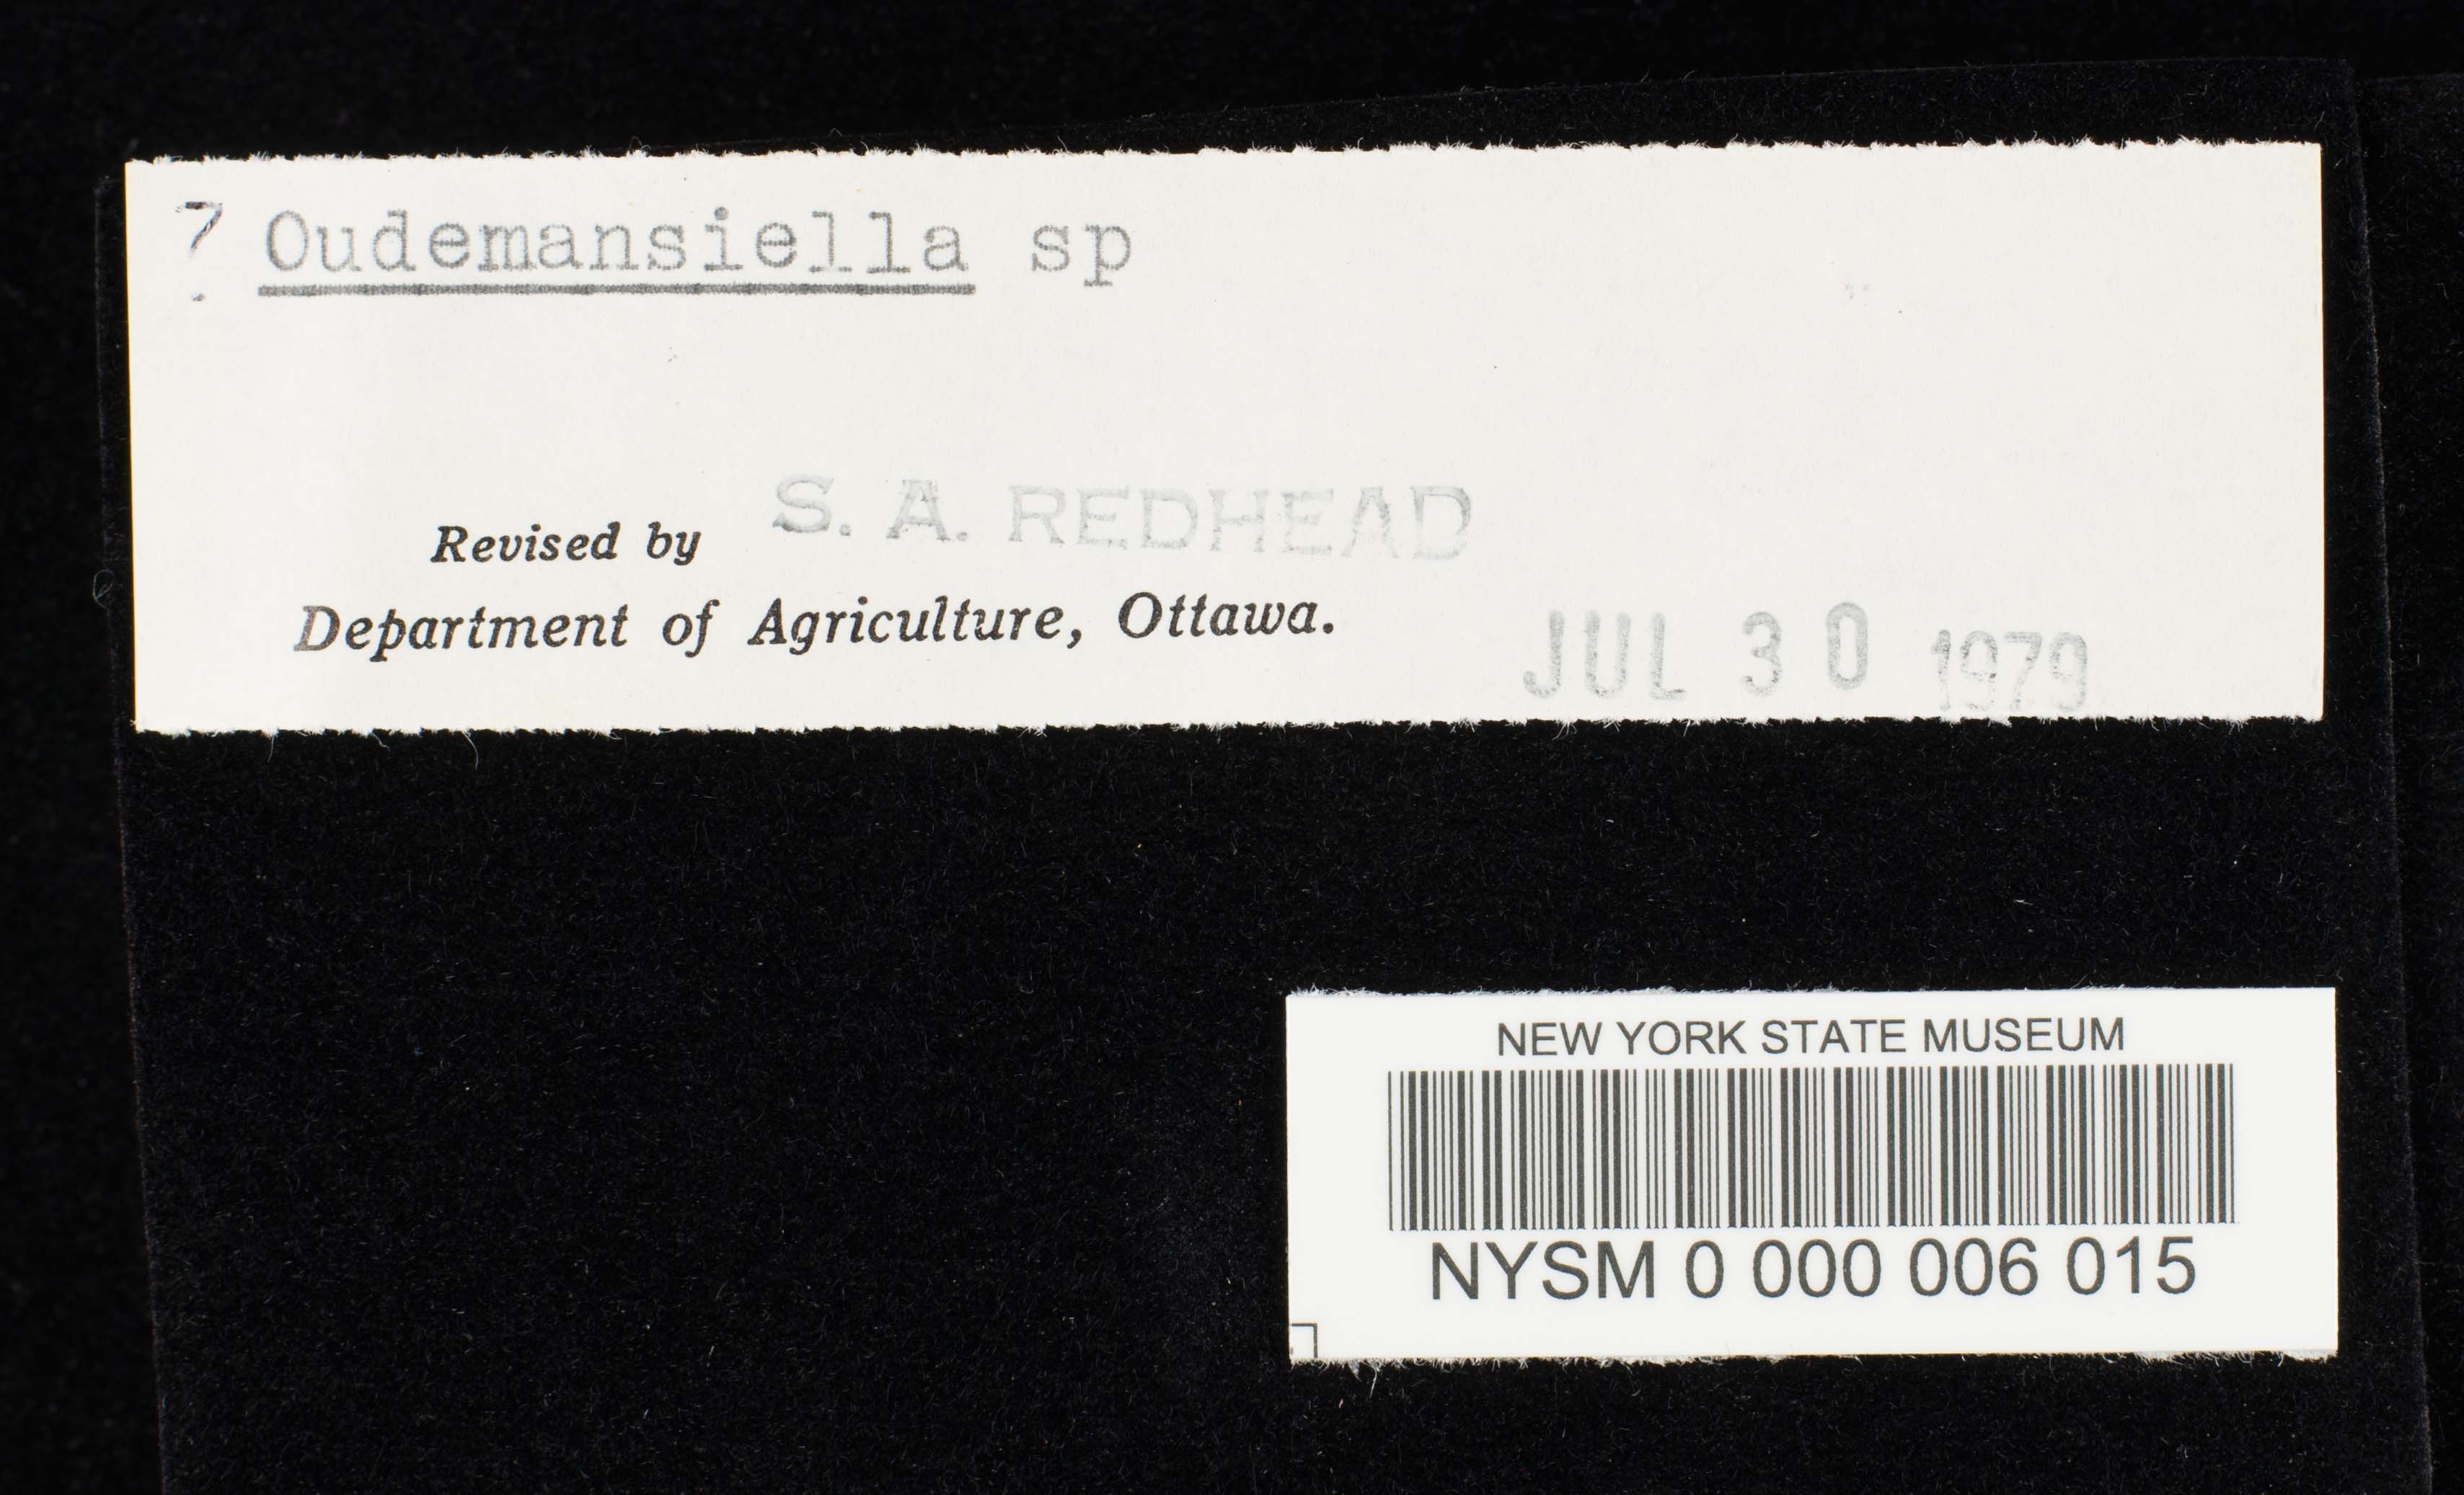 ? Oudemansiella sp
Revised by S. A. REDHEAD
Department of Agriculture, Ottawa.
JUL 30 1979
NEW YORK STATE MUSEUM
NYSM 0 000 006 015